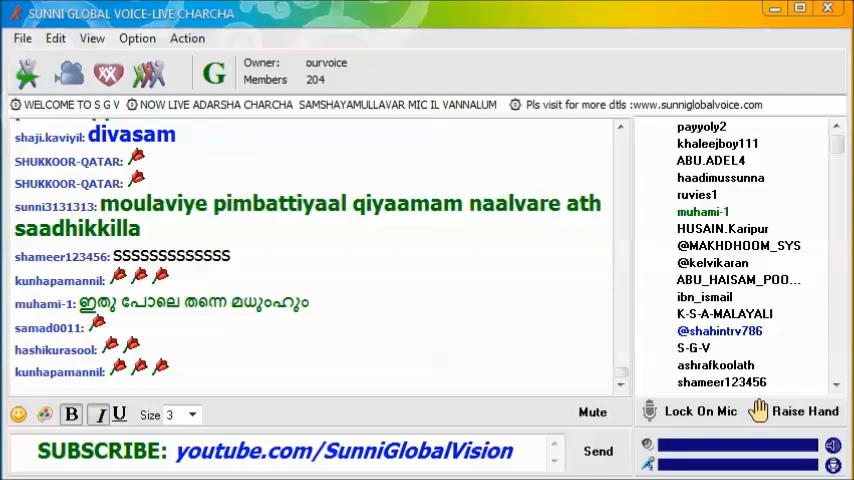 SUNNI GLOBAL VOICE-LIVE CHARCHA
File Edit View Option Action
G
Owner: ourvoice
Members 204
WELCOME TO S G V NOW LIVE ADARSHA CHARCHA SAMSHAYAMULLAVAR MIC IL VANNALUM Pls visit for more dtls :www.sunniglobalvoice.com
shaji.kaviyil: divasam
SHUKKOOR-QATAR:
SHUKKOOR-QATAR:
sunni3131313: moulaviye pimbattiyaal qiyaamam naalvare ath
saadhikkilla
shameer123456: SSSSSSSSSSSSS
kunhapamannil:
muhami-1: ഇതു പോലെ തന്നെ മധുംഹും
samad0011:
hashikurasool:
kunhapamannil:
payyoly2
khaleejboy111
ABU.ADEL4
haadimussunna
ruvies1
muhami-1
HUSAIN.Karipur
@MAKHDHOOM_SYS
@kelvikaran
ABU_HAISAM_POO...
ibn_ismail
K-S-A-MALAYALI
@shahintrv786
S-G-V
ashrafkoolath
shameer123456
B I U Size 3 Mute
Lock On Mic Raise Hand
SUBSCRIBE: youtube.com/SunniGlobalVision
Send